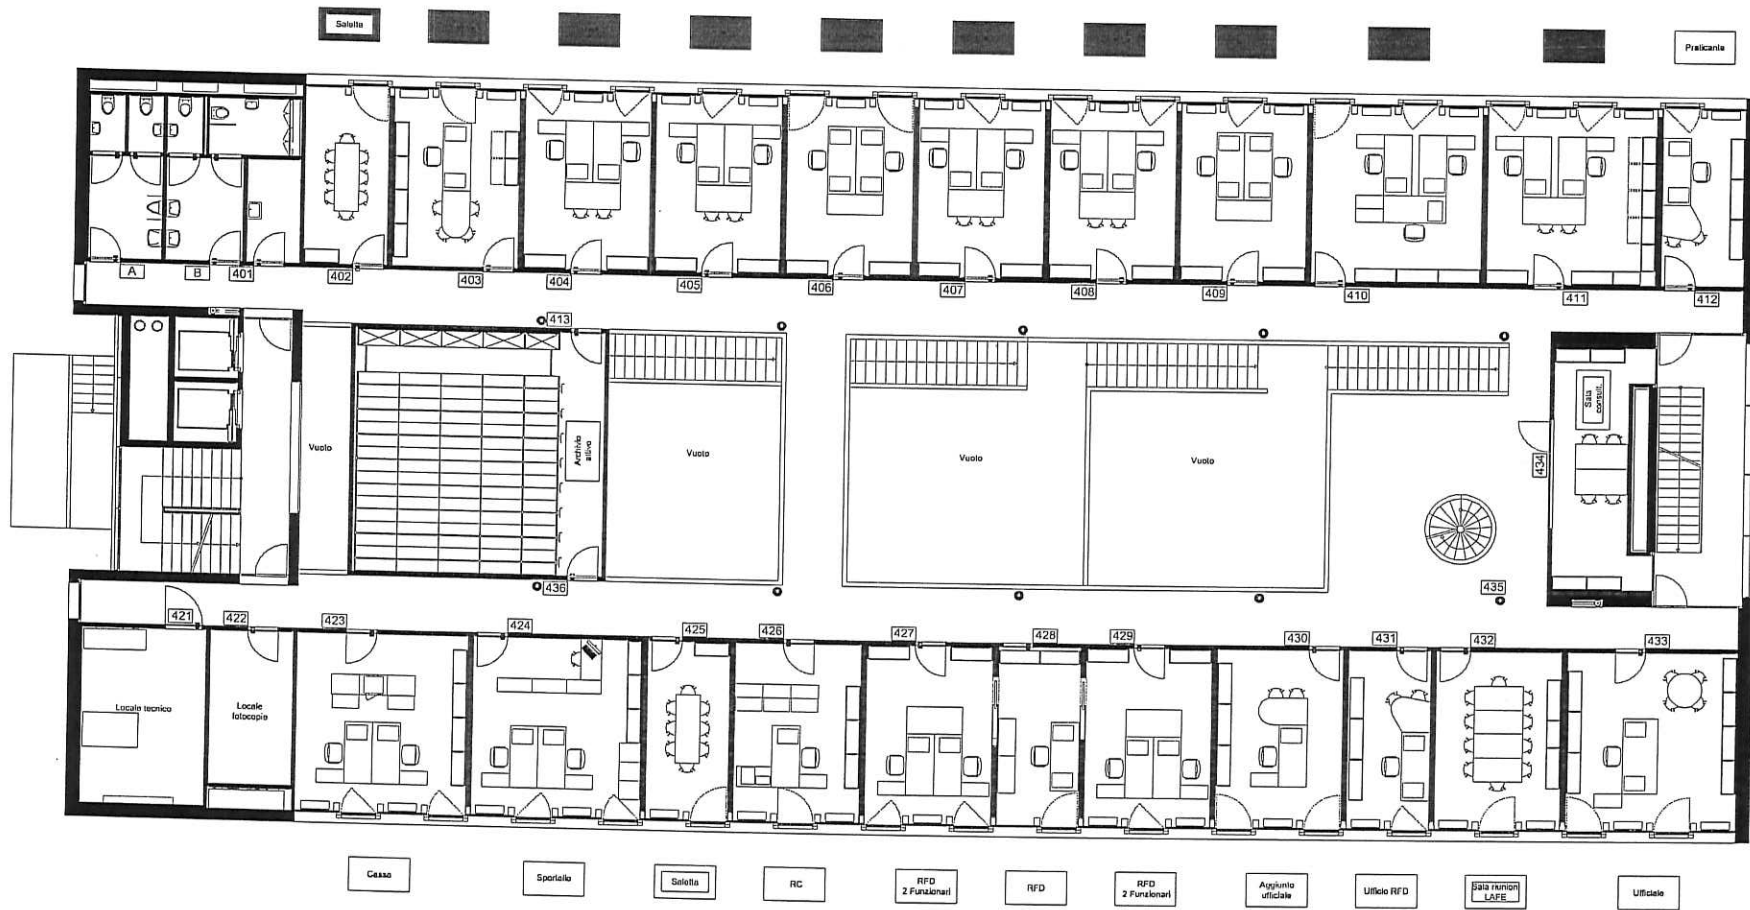 Saletta
Praticante
A
B
401
402
403
404
405
406
407
408
409
410
411
412
413
Vuoto
Archivio
attivo
Vuoto
Vuoto
Vuoto
Sala
consult.
434
435
436
421
422
423
424
425
426
427
428
429
430
431
432
433
Locale tecnico
Locale
fotocopie
Cassa
Sportello
Saletta
RC
RFD
2 Funzionari
RFD
RFD
2 Funzionari
Aggiunto
ufficiale
Ufficio RFD
Sala riunioni
LAFE
Ufficiale